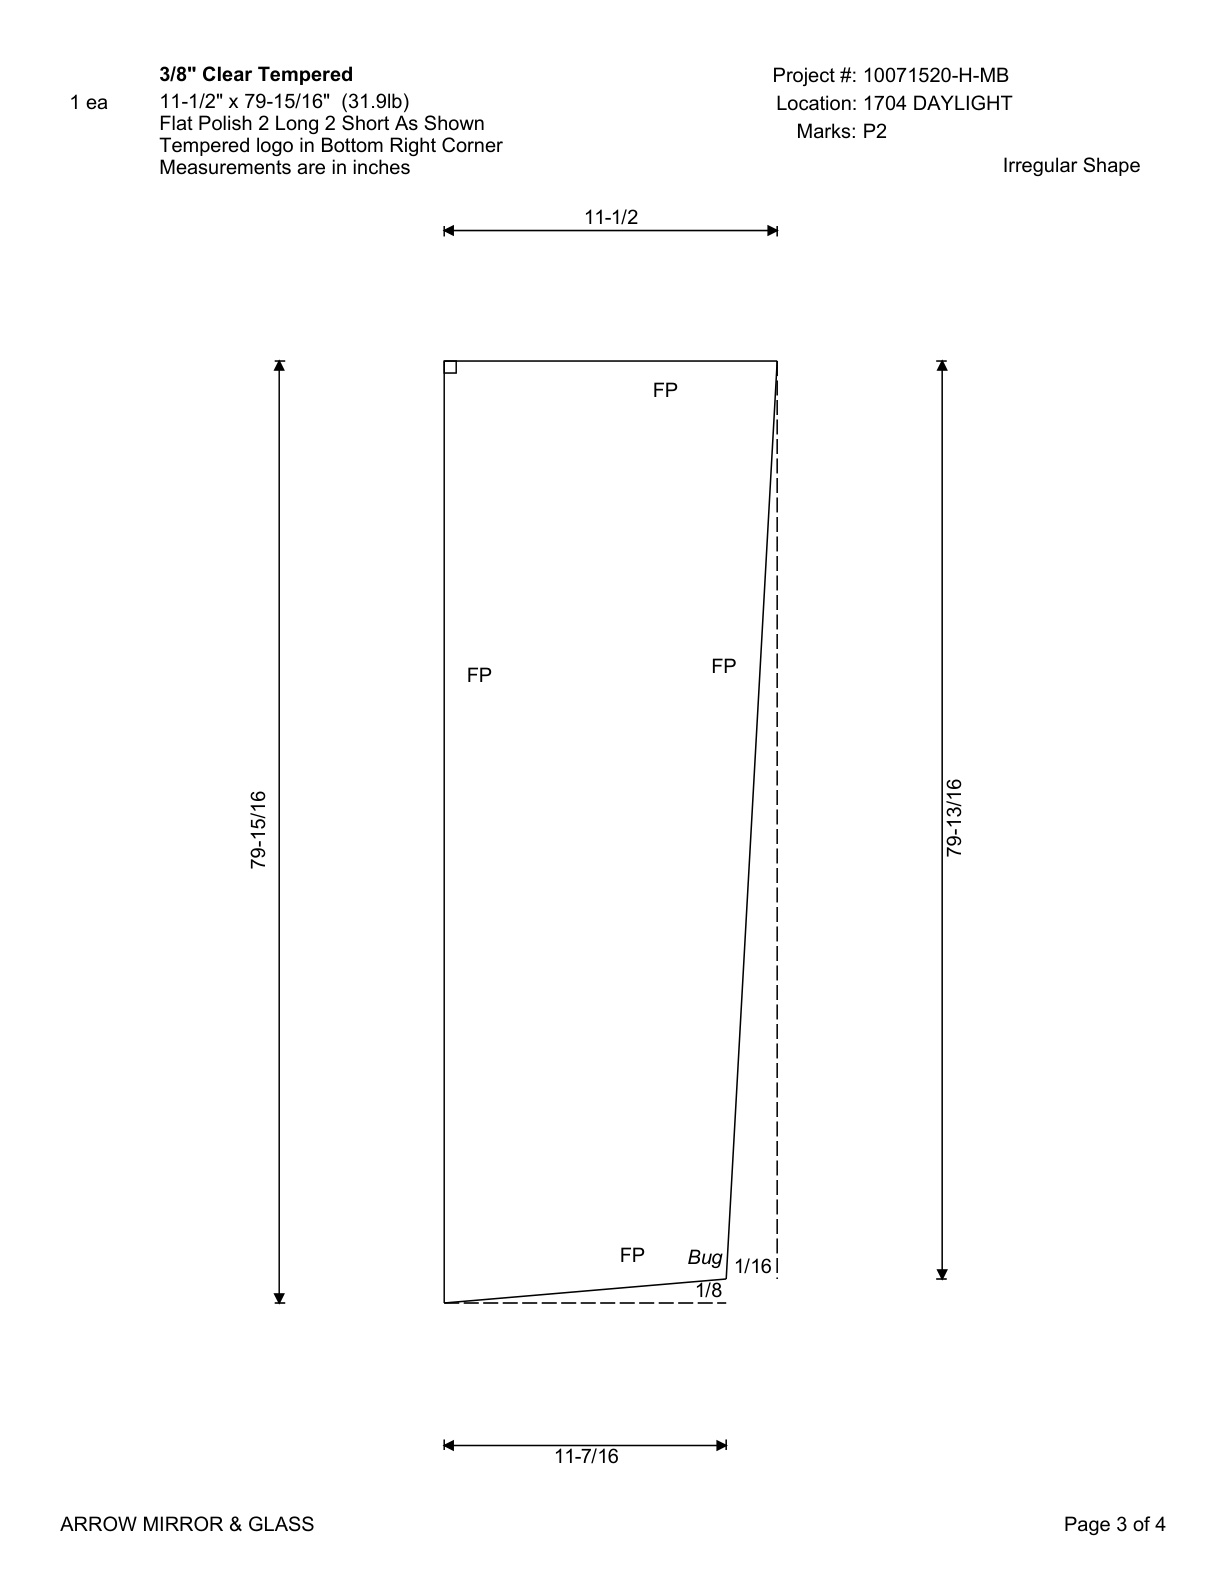 3/8" Clear Tempered
1 ea
11-1/2" x 79-15/16" (31.9lb)
Flat Polish 2 Long 2 Short As Shown
Tempered logo in Bottom Right Corner
Measurements are in inches
Project #: 10071520-H-MB
Location: 1704 DAYLIGHT
Marks: P2
Irregular Shape
11-1/2
FP
FP
FP
79-15/16
79-13/16
FP
Bug
1/16
1/8
11-7/16
ARROW MIRROR & GLASS
Page 3 of 4